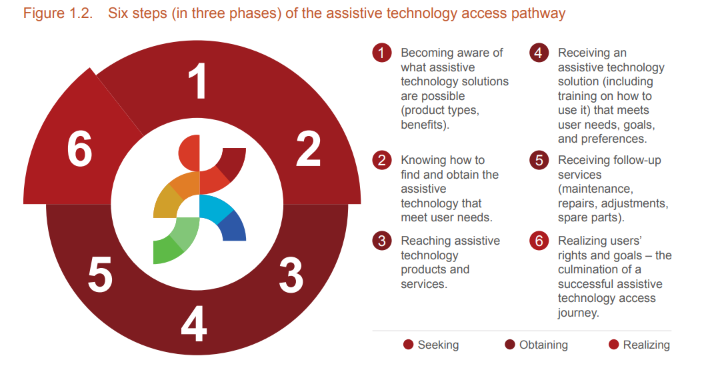 Figure 1.2. Six steps (in three phases) of the assistive technology access pathway
1
2
3
4
5
6
1 Becoming aware of
what assistive
technology solutions
are possible
(product types,
benefits).
2 Knowing how to
find and obtain the
assistive
technology that
meet user needs.
3 Reaching assistive
technology
products and
services.
4 Receiving an
assistive technology
solution (including
training on how to
use it) that meets
user needs, goals,
and preferences.
5 Receiving follow-up
services
(maintenance,
repairs, adjustments,
spare parts).
6 Realizing users'
rights and goals – the
culmination of a
successful assistive
technology access
journey.
Seeking
Obtaining
Realizing